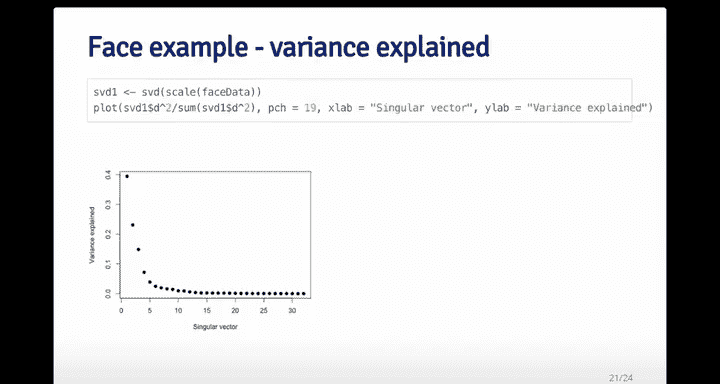 Face example - variance explained
svd1 <- svd(scale(faceData))
plot(svd1$d^2/sum(svd1$d^2), pch = 19, xlab = "Singular vector", ylab = "Variance explained")
Variance explained
0.4
0.3
0.2
0.1
0.0
0 5 10 15 20 25 30
Singular vector
21/24